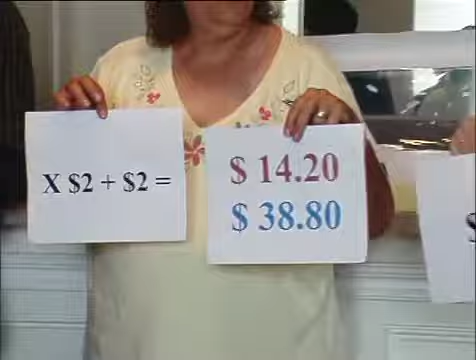 X $2 + $2 =
$ 14.20
$ 38.80
$